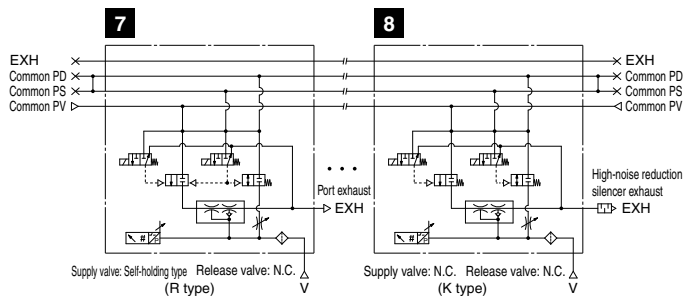 7
8
EXH
Common PD
Common PS
Common PV
EXH
Common PD
Common PS
Common PV
. . .
Port exhaust
EXH
High-noise reduction
silencer exhaust
EXH
#
#
Supply valve: Self-holding type Release valve: N.C.
(R type)
V
Supply valve: N.C. Release valve: N.C.
(K type)
V